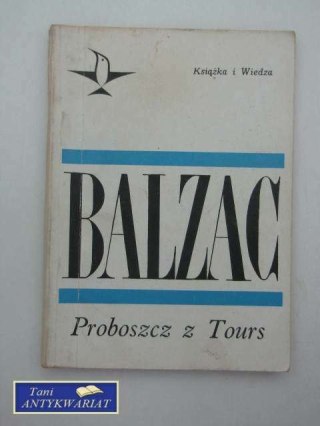 Książka i Wiedza
BALZAC
Proboszcz z Tours
Tani
ANTYKWARIAT